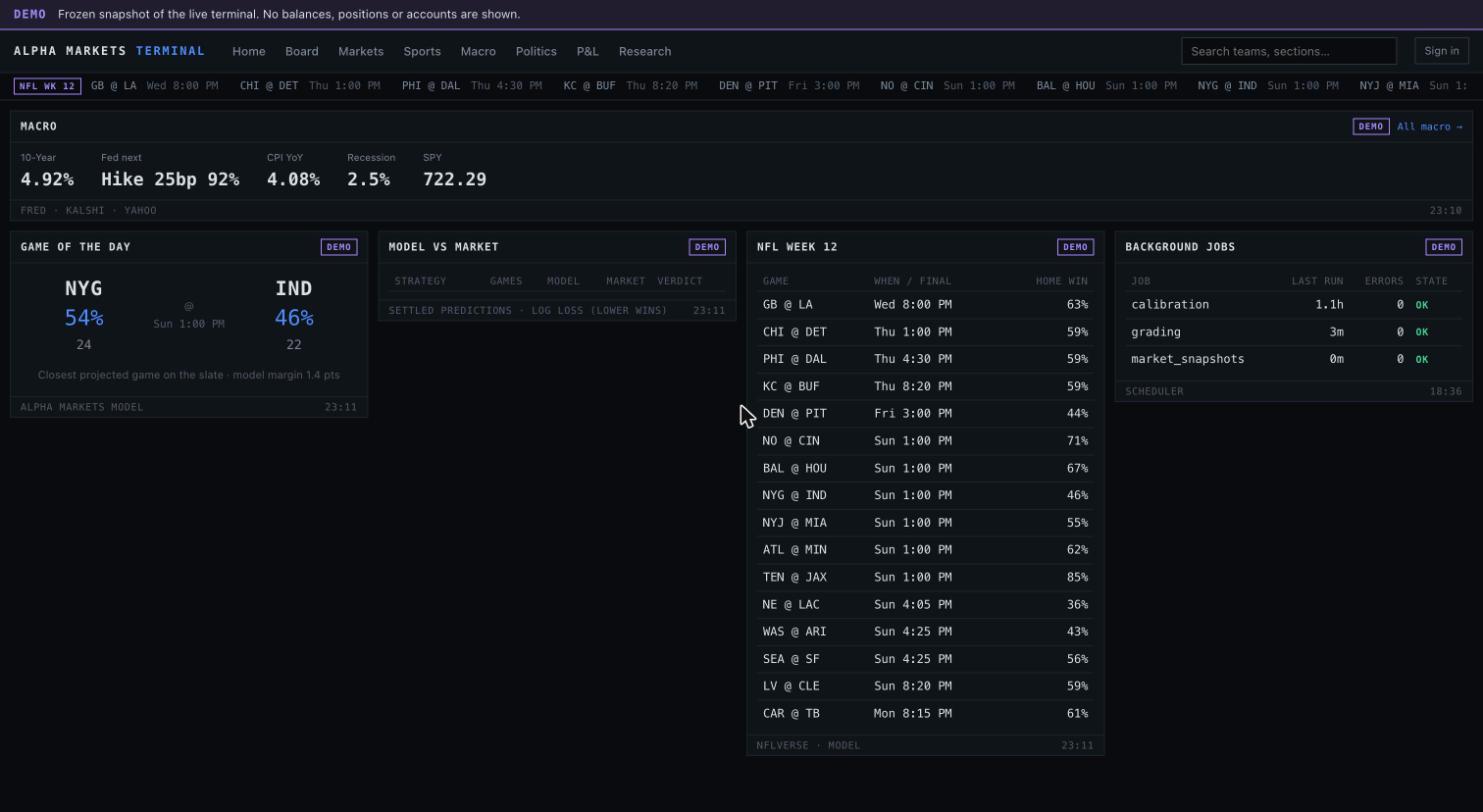 DEMO Frozen snapshot of the live terminal. No balances, positions or accounts are shown.
ALPHA MARKETS TERMINAL Home Board Markets Sports Macro Politics P&L Research Search teams, sections... Sign in
NFL WK 12 GB @ LA Wed 8:00 PM CHI @ DET Thu 1:00 PM PHI @ DAL Thu 4:30 PM KC @ BUF Thu 8:20 PM DEN @ PIT Fri 3:00 PM NO @ CIN Sun 1:00 PM BAL @ HOU Sun 1:00 PM NYG @ IND Sun 1:00 PM NYJ @ MIA Sun 1:
MACRO DEMO All macro →
10-Year Fed next CPI YoY Recession SPY
4.92% Hike 25bp 92% 4.08% 2.5% 722.29
FRED · KALSHI · YAHOO 23:10
GAME OF THE DAY DEMO
NYG @ IND
54% Sun 1:00 PM 46%
24 22
Closest projected game on the slate · model margin 1.4 pts
ALPHA MARKETS MODEL 23:11
MODEL VS MARKET DEMO
STRATEGY GAMES MODEL MARKET VERDICT
SETTLED PREDICTIONS · LOG LOSS (LOWER WINS) 23:11
NFL WEEK 12 DEMO
GAME WHEN / FINAL HOME WIN
GB @ LA Wed 8:00 PM 63%
CHI @ DET Thu 1:00 PM 59%
PHI @ DAL Thu 4:30 PM 59%
KC @ BUF Thu 8:20 PM 59%
DEN @ PIT Fri 3:00 PM 44%
NO @ CIN Sun 1:00 PM 71%
BAL @ HOU Sun 1:00 PM 67%
NYG @ IND Sun 1:00 PM 46%
NYJ @ MIA Sun 1:00 PM 55%
ATL @ MIN Sun 1:00 PM 62%
TEN @ JAX Sun 1:00 PM 85%
NE @ LAC Sun 4:05 PM 36%
WAS @ ARI Sun 4:25 PM 43%
SEA @ SF Sun 4:25 PM 56%
LV @ CLE Sun 8:20 PM 59%
CAR @ TB Mon 8:15 PM 61%
NFLVERSE · MODEL 23:11
BACKGROUND JOBS DEMO
JOB LAST RUN ERRORS STATE
calibration 1.1h 0 OK
grading 3m 0 OK
market_snapshots 0m 0 OK
SCHEDULER 18:36